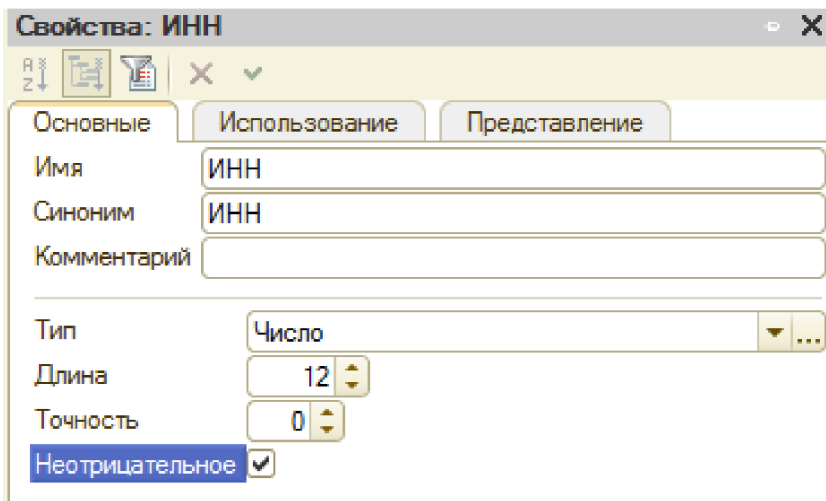 Свойства: ИНН
Основные Использование Представление
Имя ИНН
Синоним ИНН
Комментарий
Тип Число ...
Длина 12
Точность 0
Неотрицательное